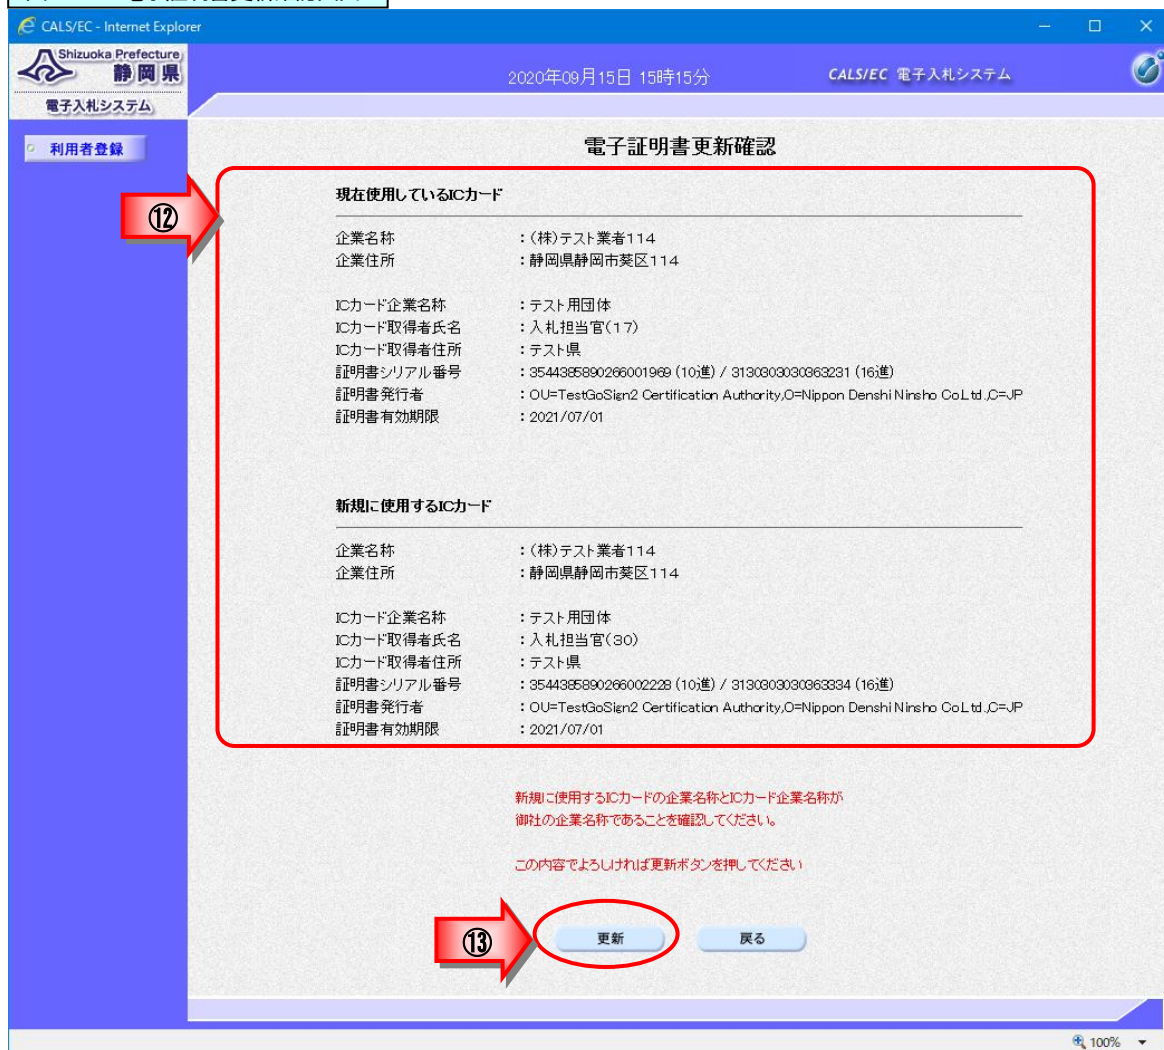 CALS/EC - Internet Explorer
Shizuoka Prefecture
静岡県
電子入札システム
2020年09月15日 15時15分
CALS/EC 電子入札システム
利用者登録
電子証明書更新確認
⑫
現在使用しているICカード
企業名称 :(株)テスト業者114
企業住所 :静岡県静岡市葵区114
ICカード企業名称 :テスト用団体
ICカード取得者氏名 :入札担当官(17)
ICカード取得者住所 :テスト県
証明書シリアル番号 :3544385890266001969 (10進) / 3130303030363231 (16進)
証明書発行者 :OU=TestGoSign2 Certification Authority,O=Nippon Denshi Ninsho Co.Ltd.,C=JP
証明書有効期限 :2021/07/01
新規に使用するICカード
企業名称 :(株)テスト業者114
企業住所 :静岡県静岡市葵区114
ICカード企業名称 :テスト用団体
ICカード取得者氏名 :入札担当官(30)
ICカード取得者住所 :テスト県
証明書シリアル番号 :3544385890266002228 (10進) / 3130303030363334 (16進)
証明書発行者 :OU=TestGoSign2 Certification Authority,O=Nippon Denshi Ninsho Co.Ltd.,C=JP
証明書有効期限 :2021/07/01
新規に使用するICカードの企業名称とICカード企業名称が
御社の企業名称であることを確認してください。
この内容でよろしければ更新ボタンを押してください
⑬
更新 戻る
100%